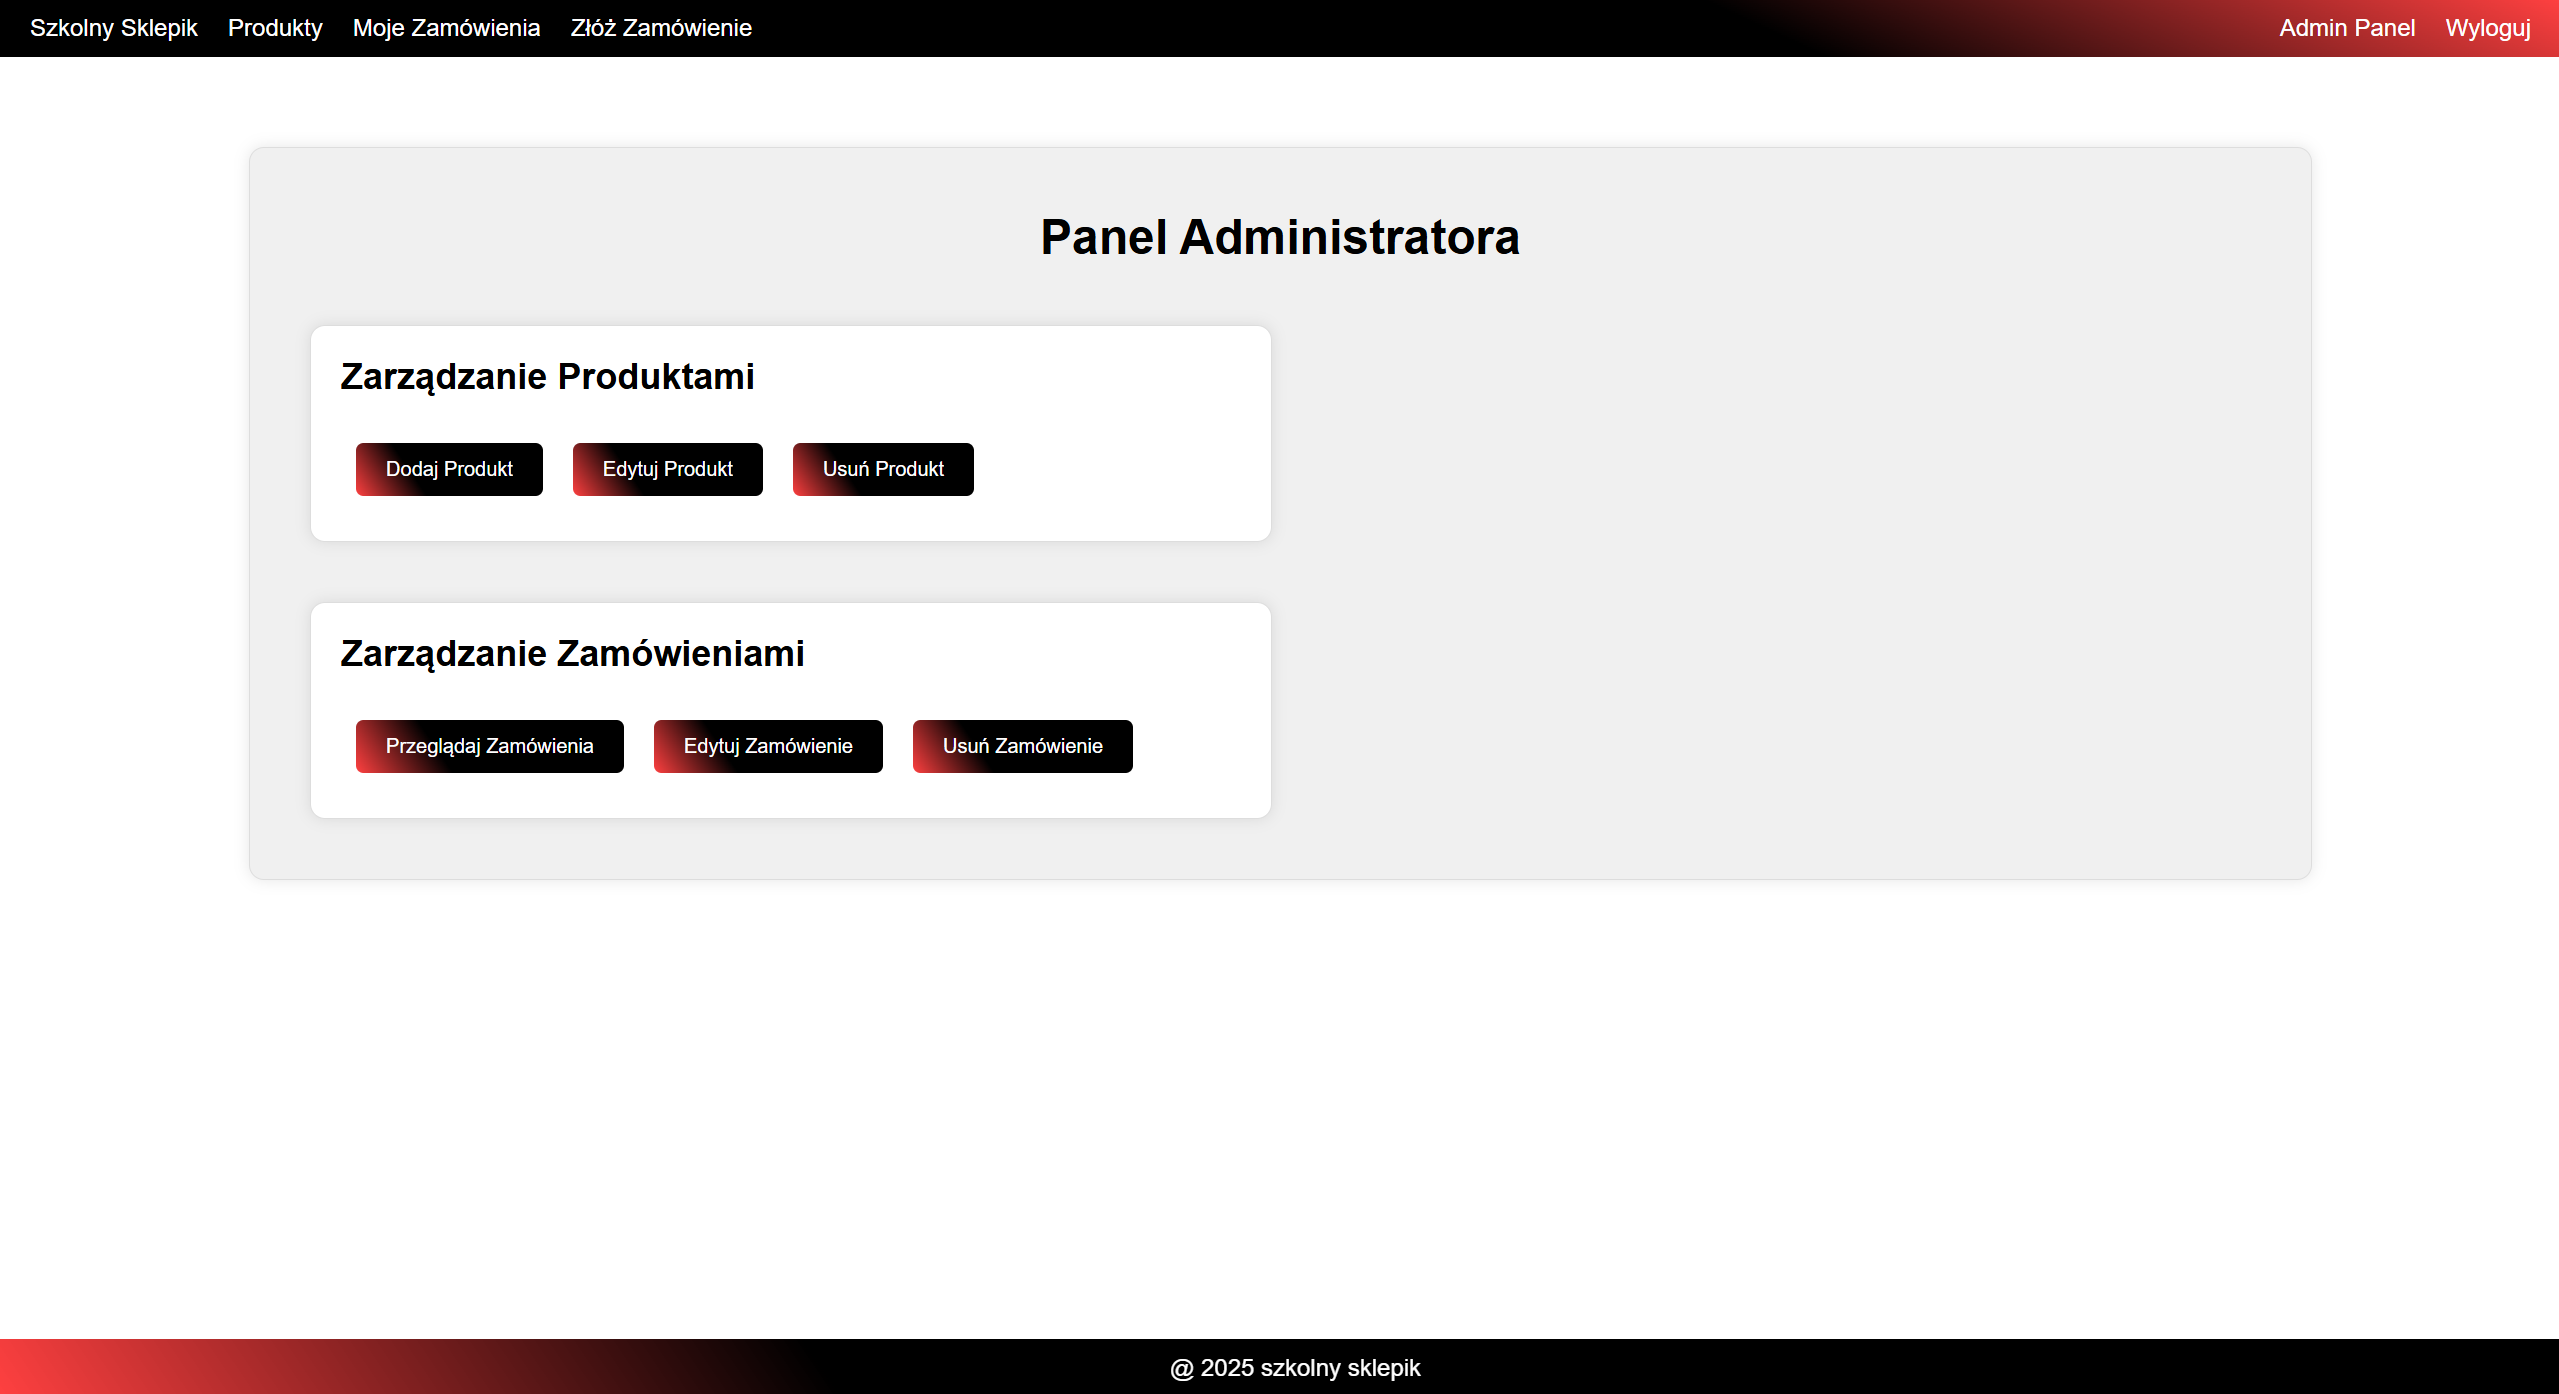 Szkolny Sklepik Produkty Moje Zamówienia Złóż Zamówienie Admin Panel Wyloguj
Panel Administratora
Zarządzanie Produktami
Dodaj Produkt Edytuj Produkt Usuń Produkt
Zarządzanie Zamówieniami
Przeglądaj Zamówienia Edytuj Zamówienie Usuń Zamówienie
@ 2025 szkolny sklepik